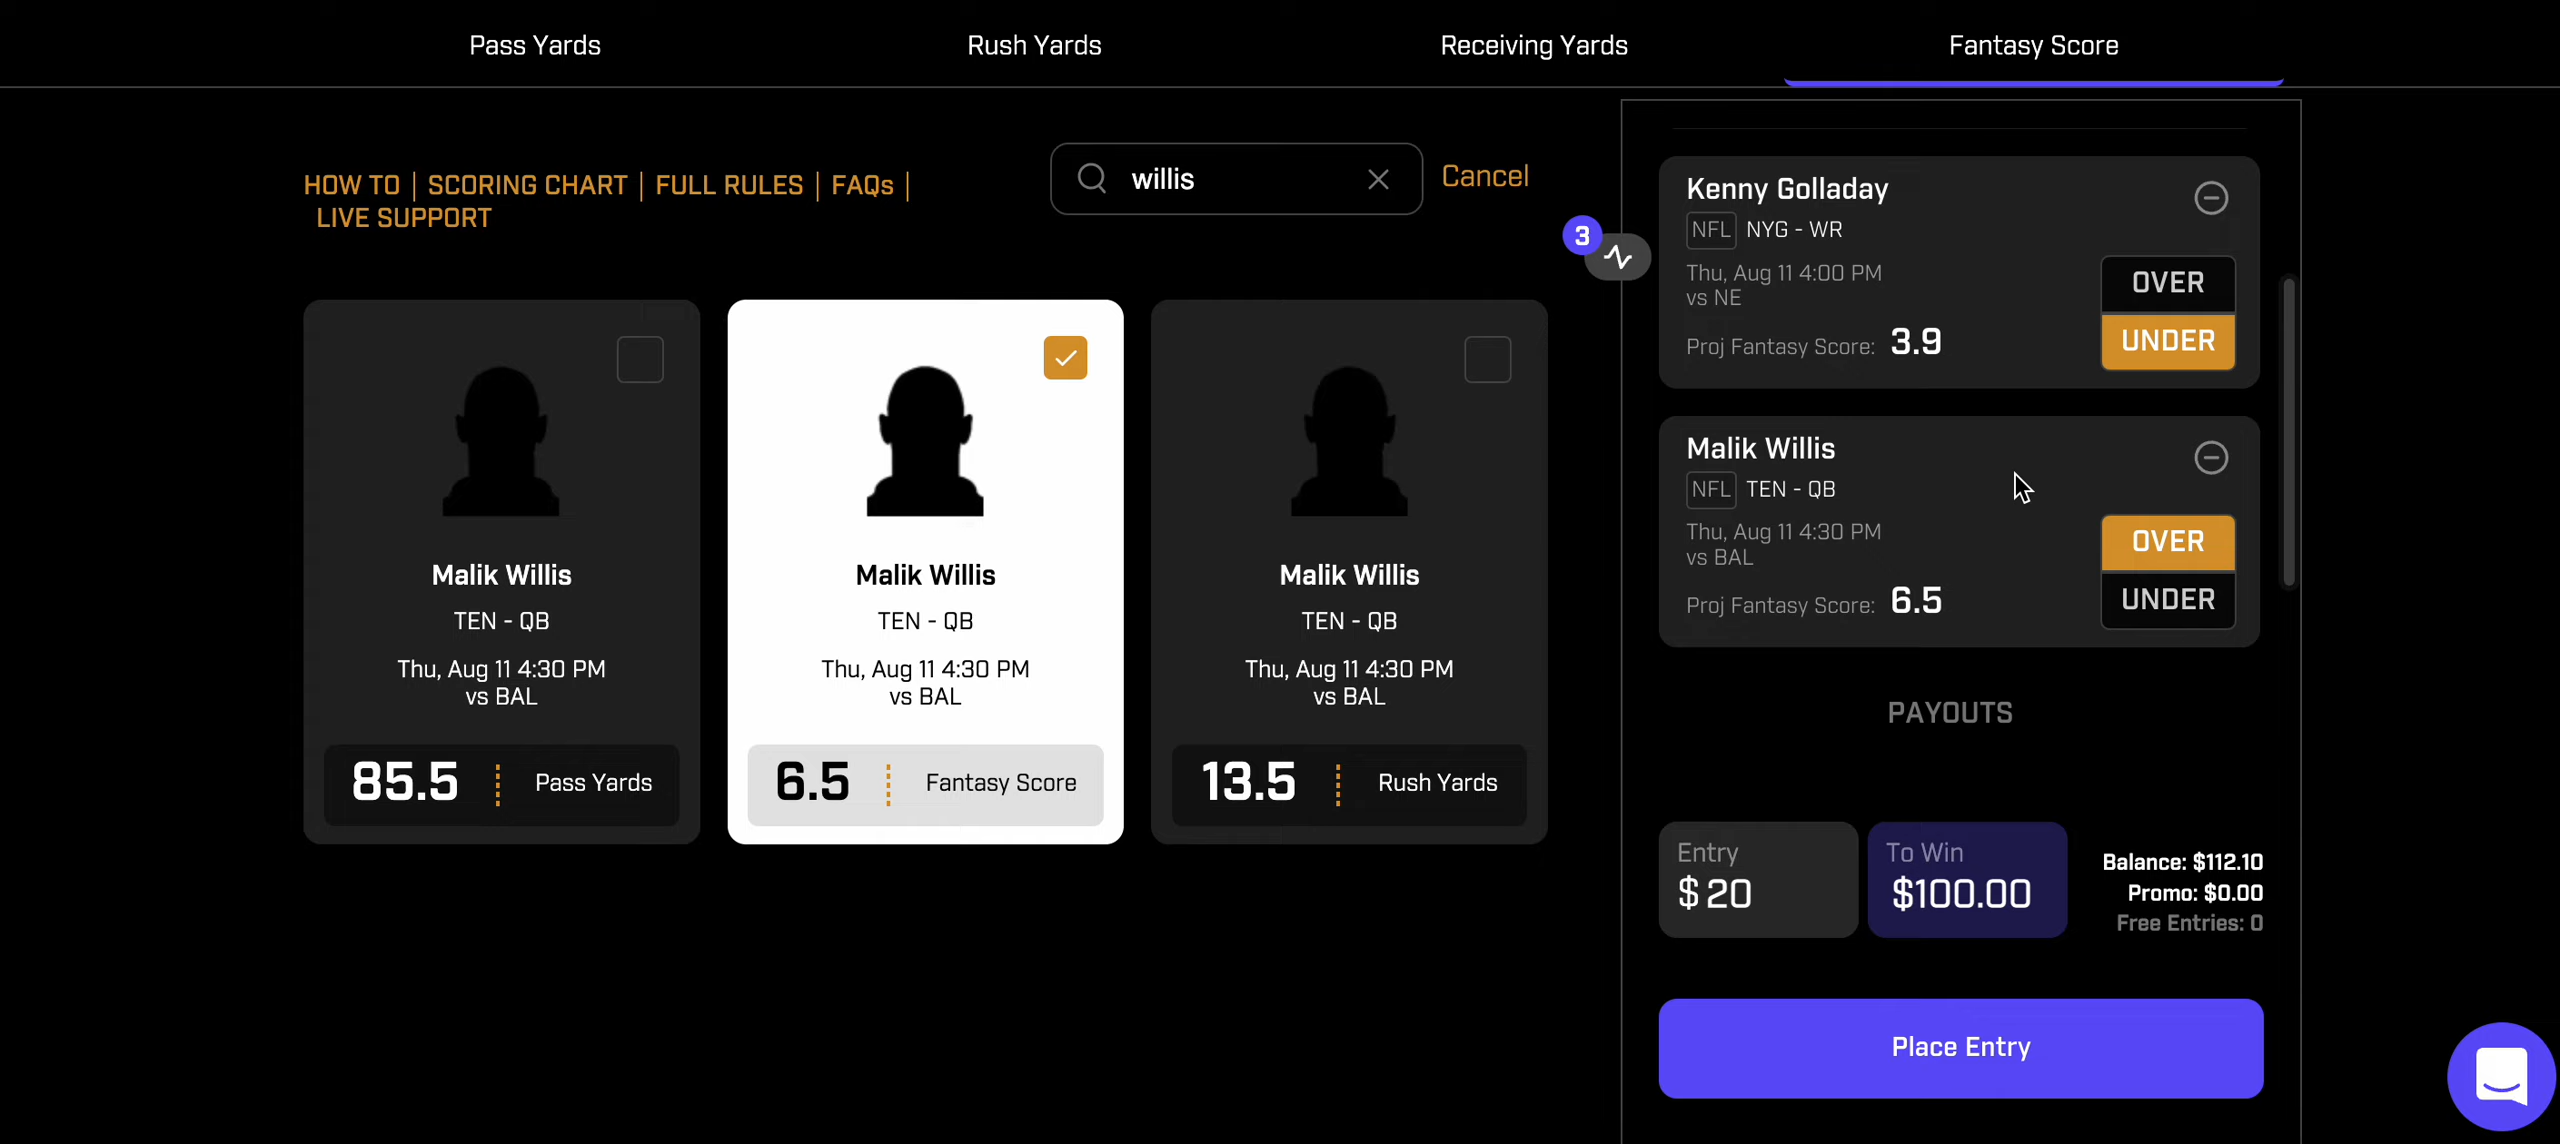 Pass Yards
Rush Yards
Receiving Yards
Fantasy Score
HOW TO | SCORING CHART | FULL RULES | FAQs |
LIVE SUPPORT
willis
Cancel
Malik Willis
TEN - QB
Thu, Aug 11 4:30 PM
vs BAL
85.5
Pass Yards
Malik Willis
TEN - QB
Thu, Aug 11 4:30 PM
vs BAL
6.5
Fantasy Score
Malik Willis
TEN - QB
Thu, Aug 11 4:30 PM
vs BAL
13.5
Rush Yards
3
Kenny Golladay
NFL NYG - WR
Thu, Aug 11 4:00 PM
vs NE
Proj Fantasy Score: 3.9
OVER
UNDER
Malik Willis
NFL TEN - QB
Thu, Aug 11 4:30 PM
vs BAL
Proj Fantasy Score: 6.5
OVER
UNDER
PAYOUTS
Entry
$ 20
To Win
$100.00
Balance: $112.10
Promo: $0.00
Free Entries: 0
Place Entry